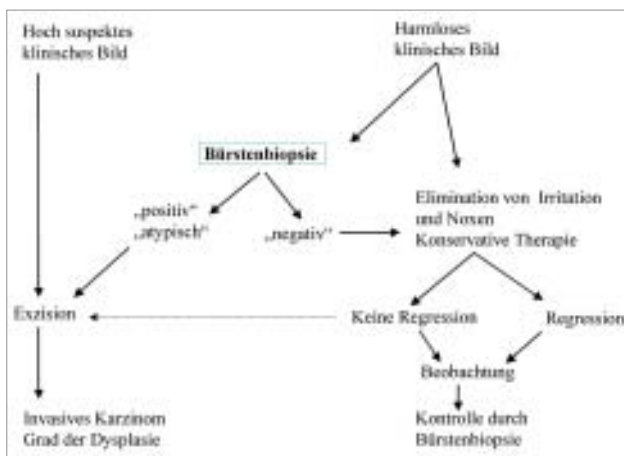 Hoch suspektes
klinisches Bild
Harmloses
klinisches Bild
Bürstenbiopsie
„positiv“
„atypisch“
„negativ“
Elimination von Irritation
und Noxen
Konservative Therapie
Exzision
Keine Regression
Regression
Beobachtung
Invasives Karzinom
Grad der Dysplasie
Kontrolle durch
Bürstenbiopsie